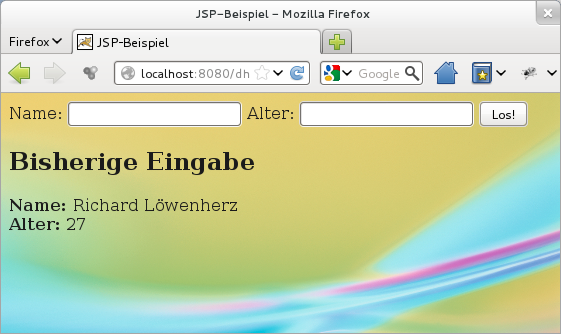 JSP-Beispiel - Mozilla Firefox
Firefox
JSP-Beispiel
localhost:8080/dh
Google
Name: Alter: Los!
Bisherige Eingabe
Name: Richard Löwenherz
Alter: 27